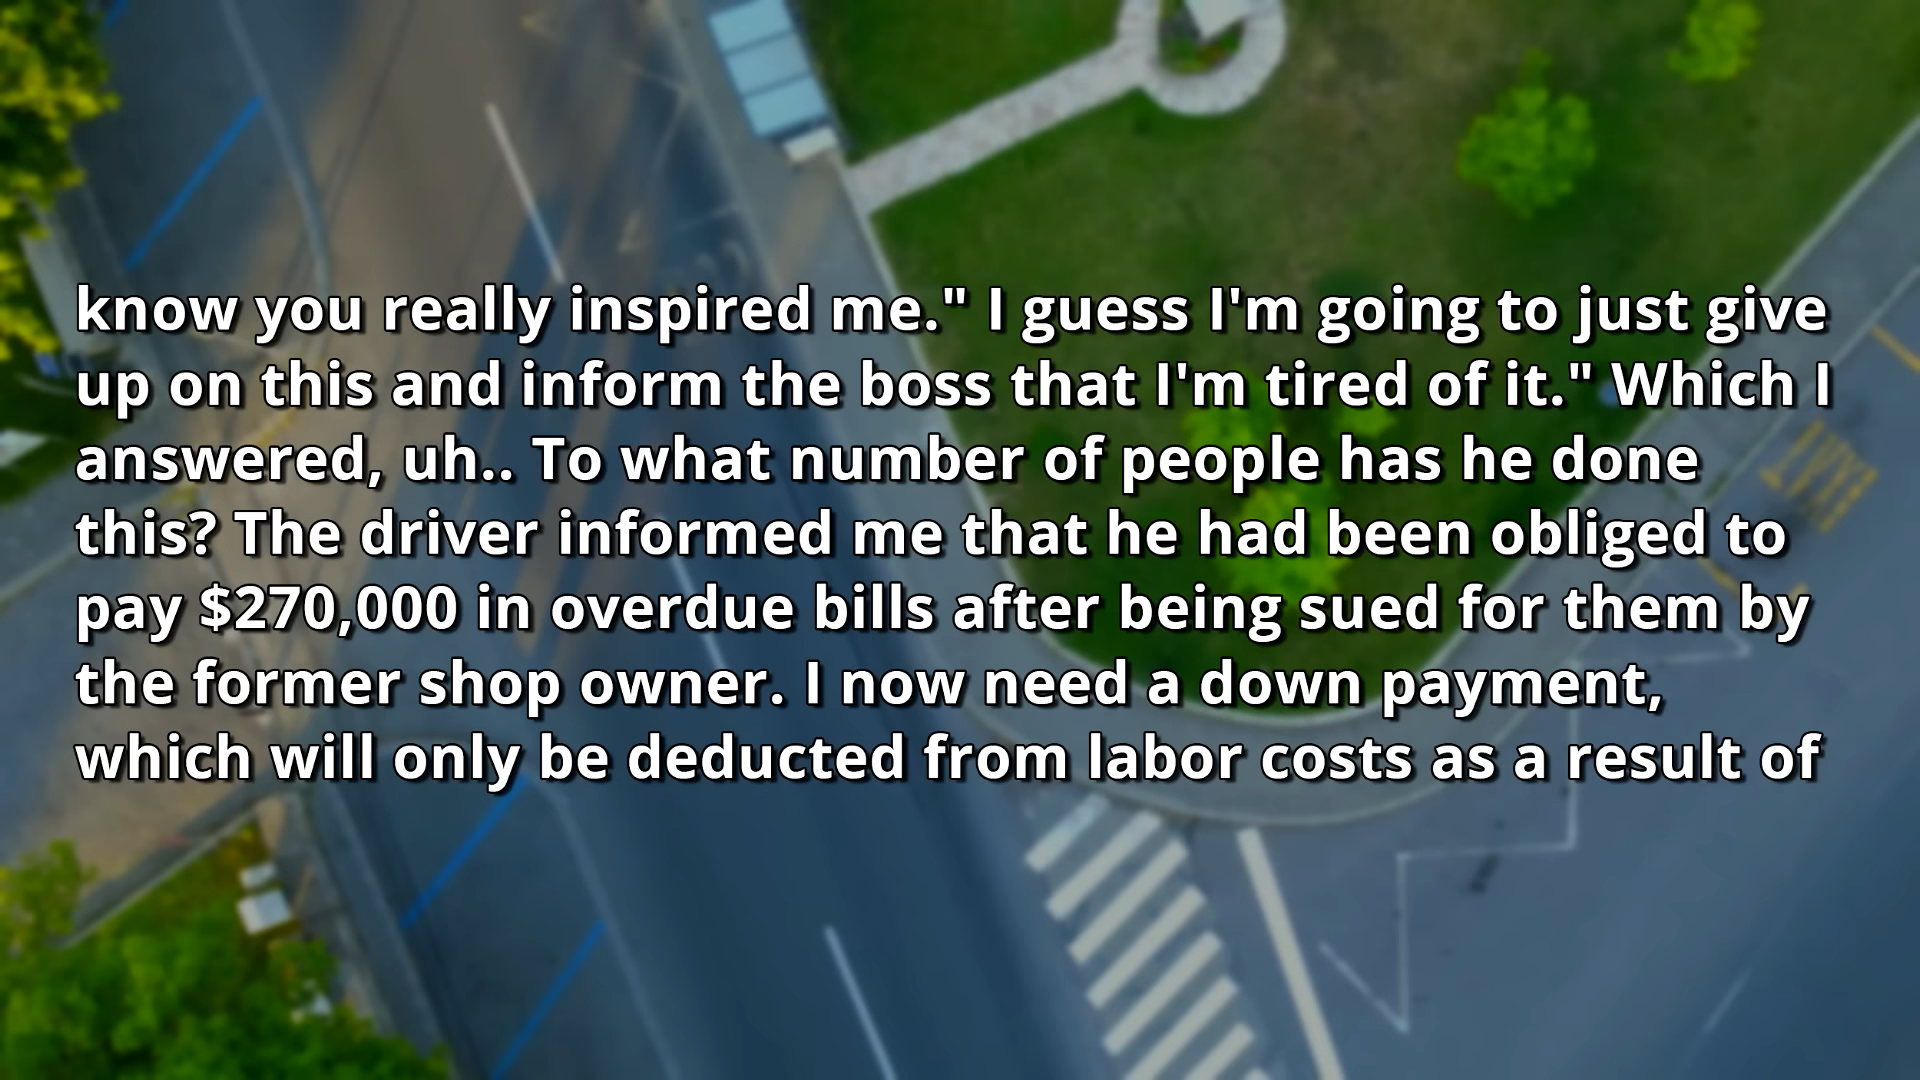 know you really inspired me." I guess I'm going to just give
up on this and inform the boss that I'm tired of it." Which I
answered, uh.. To what number of people has he done
this? The driver informed me that he had been obliged to
pay $270,000 in overdue bills after being sued for them by
the former shop owner. I now need a down payment,
which will only be deducted from labor costs as a result of